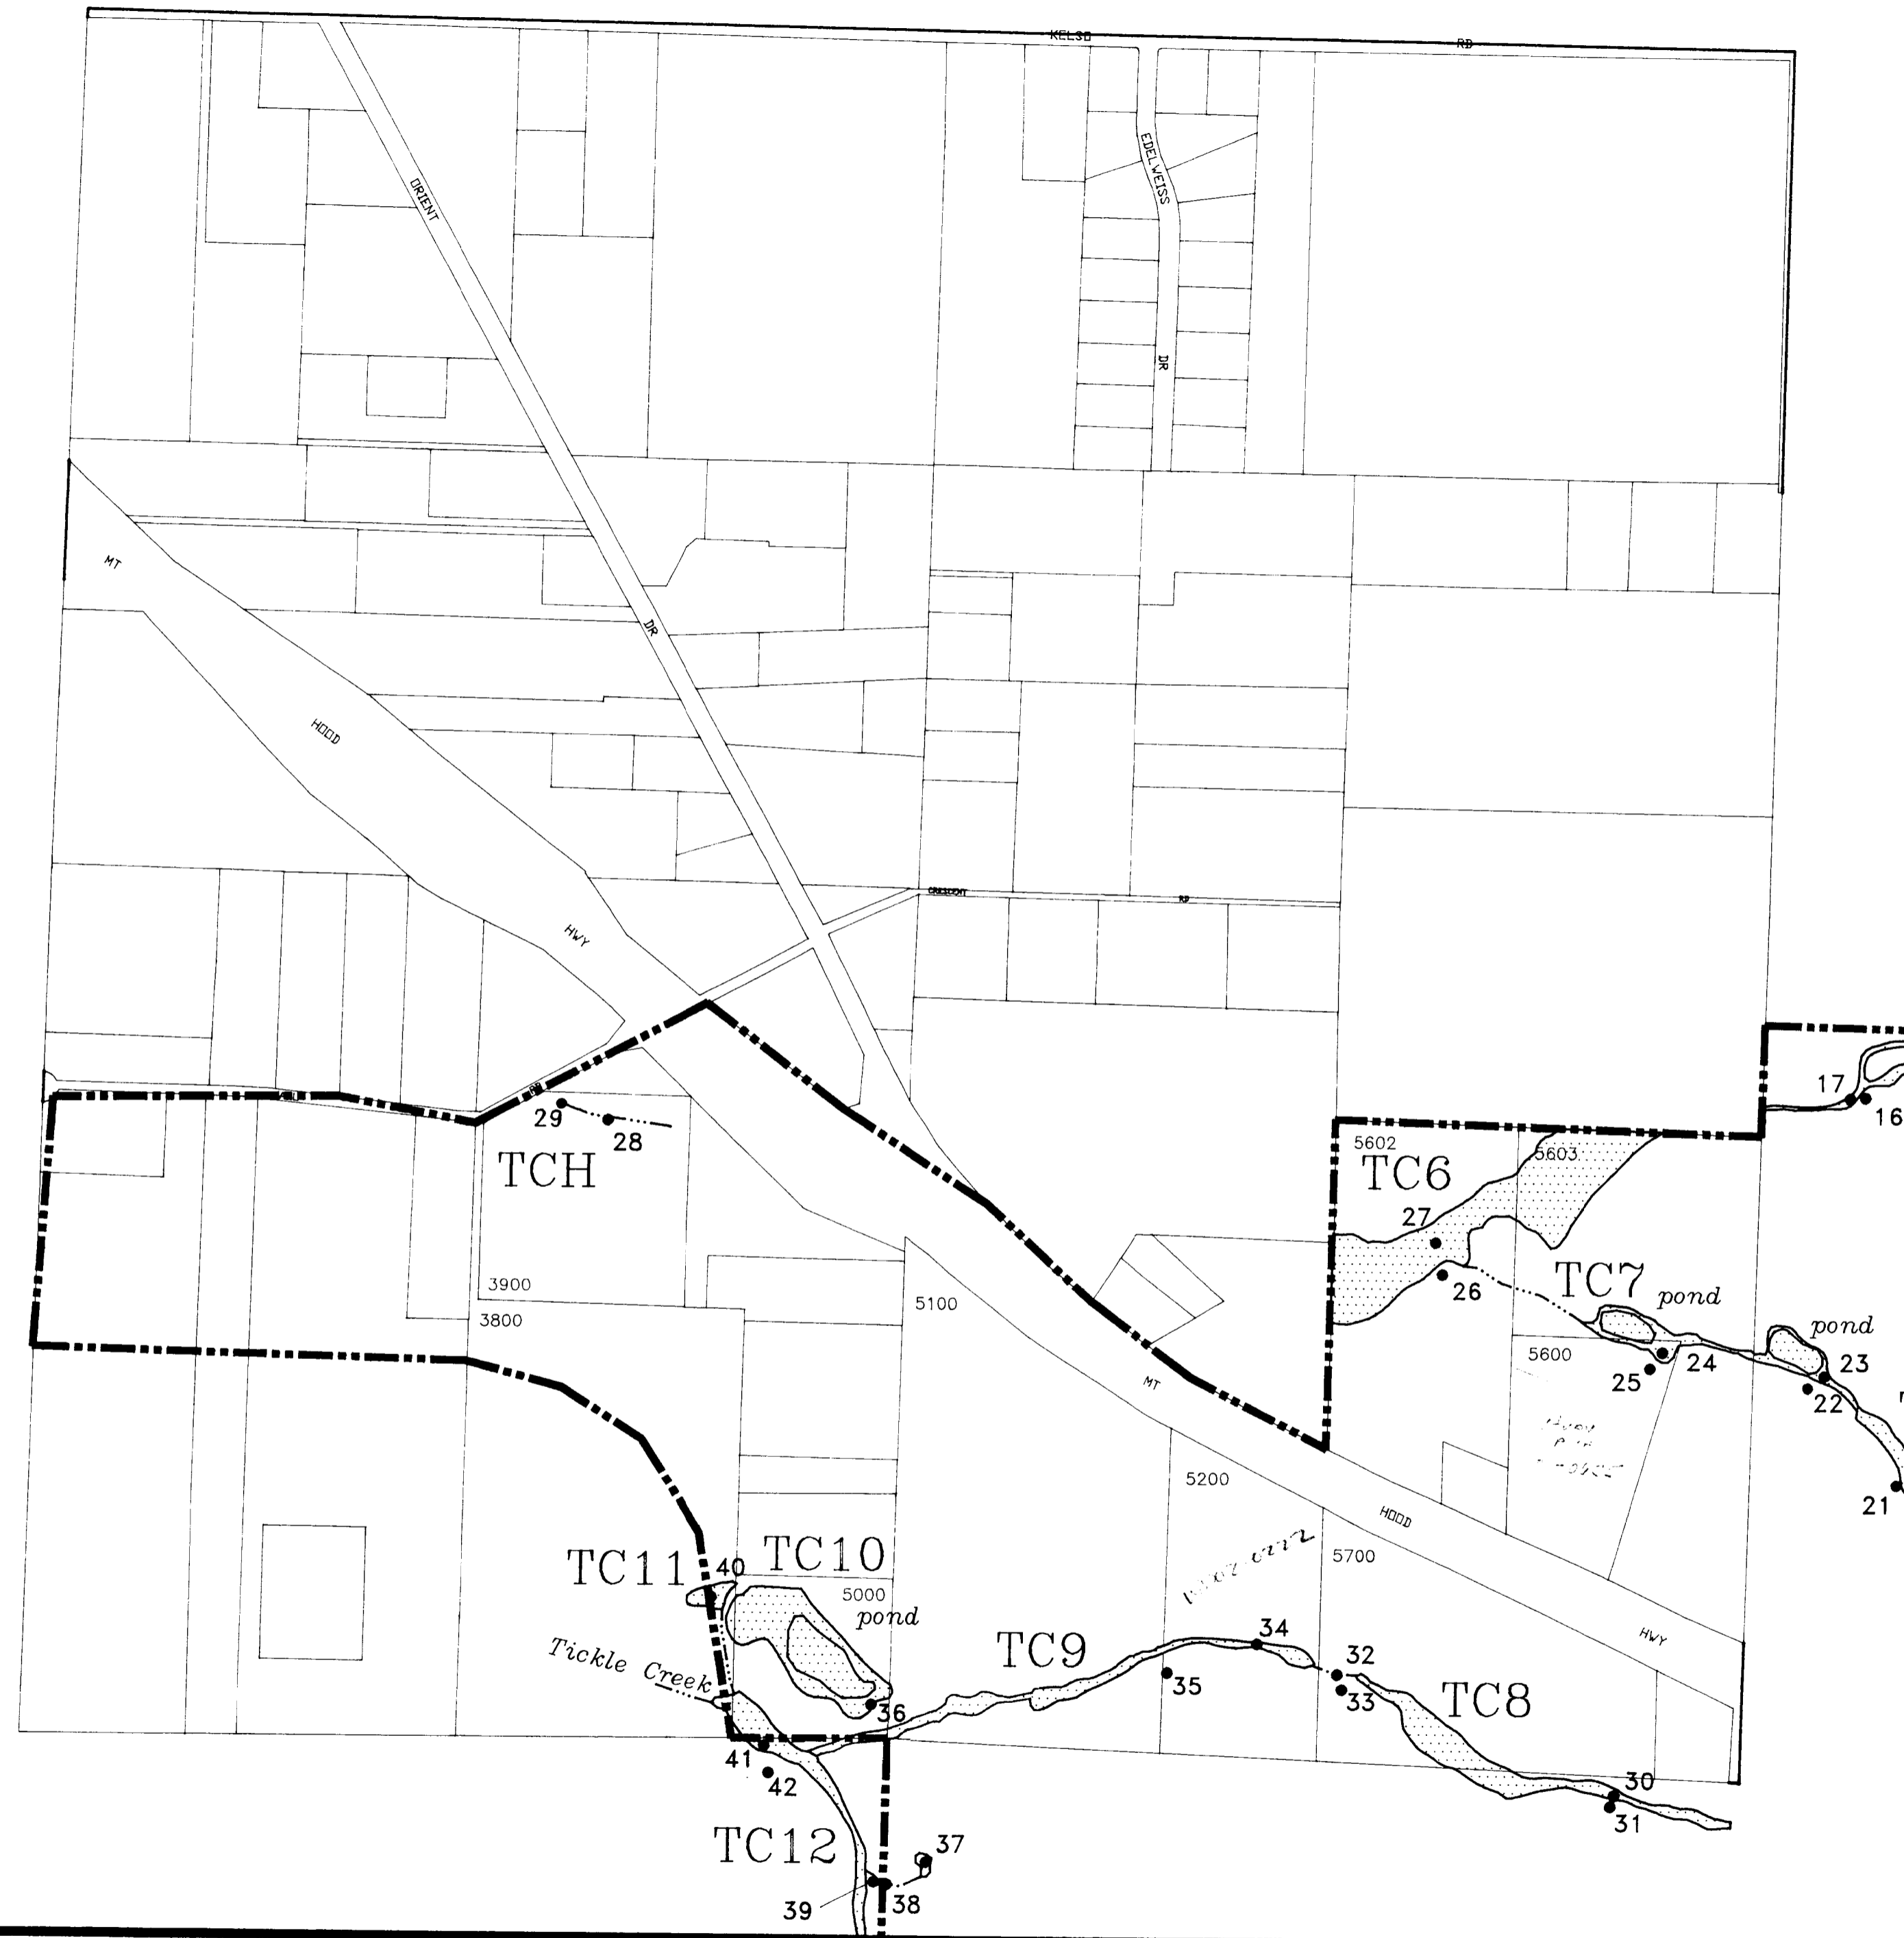 KELSO
RD
ORIENT
EDELWEISS
DR
MT
DR
HOOD
CRESCENT
RD
HWY
17
16
RD
29
28
TCH
5602
5603
TC6
27
26
TC7
pond
3900
3800
5100
pond
5600
24
23
25
22
MT
5200
21
HOOD
5700
TC11
40
TC10
5000
pond
Tickle Creek
TC9
34
HWY
32
35
33
36
TC8
41
42
30
31
TC12
37
38
39